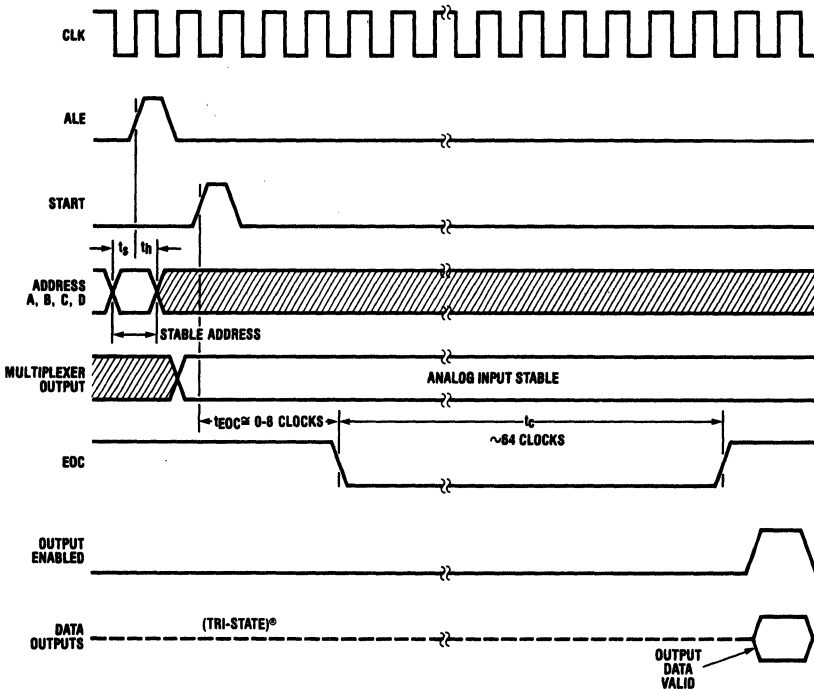 CLK
ALE
START
ts
th
ADDRESS
A, B, C, D
STABLE ADDRESS
MULTIPLEXER
OUTPUT
ANALOG INPUT STABLE
tEOC≅ 0-8 CLOCKS
tc
~64 CLOCKS
EOC
OUTPUT
ENABLED
DATA
OUTPUTS
(TRI-STATE)®
OUTPUT
DATA
VALID